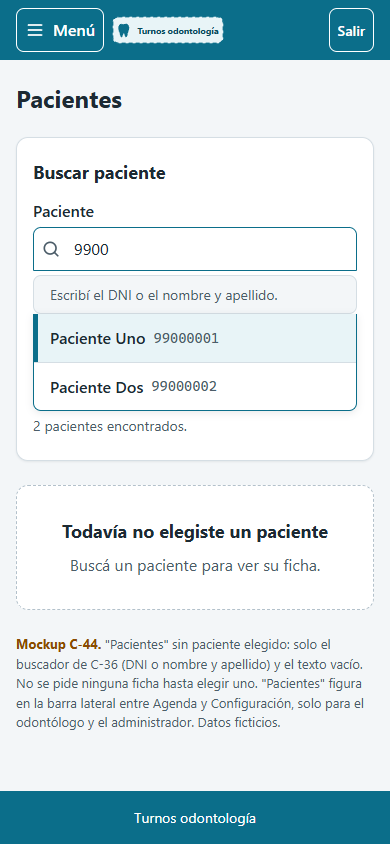 Menú
Turnos odontología
Salir
Pacientes
Buscar paciente
Paciente
9900
Escribí el DNI o el nombre y apellido.
Paciente Uno 99000001
Paciente Dos 99000002
2 pacientes encontrados.
Todavía no elegiste un paciente
Buscá un paciente para ver su ficha.
Mockup C-44. "Pacientes" sin paciente elegido: solo el
buscador de C-36 (DNI o nombre y apellido) y el texto vacío.
No se pide ninguna ficha hasta elegir uno. "Pacientes" figura
en la barra lateral entre Agenda y Configuración, solo para el
odontólogo y el administrador. Datos ficticios.
Turnos odontología